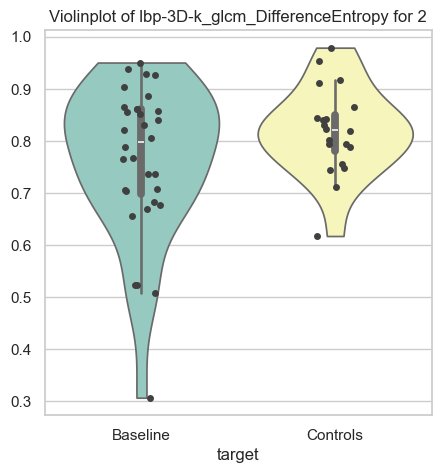 Violinplot of lbp-3D-k_glcm_DifferenceEntropy for 2
1.0
0.9
0.8
0.7
0.6
0.5
0.4
0.3
Baseline
Controls
target